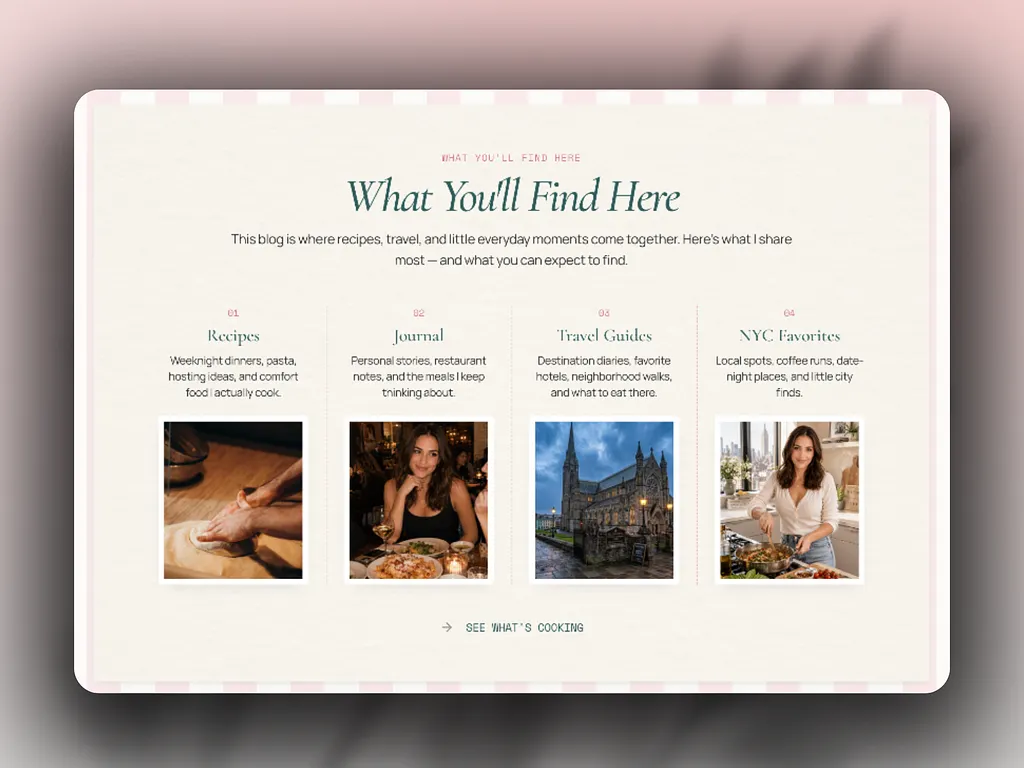 WHAT YOU'LL FIND HERE
What You'll Find Here
This blog is where recipes, travel, and little everyday moments come together. Here's what I share
most — and what you can expect to find.
01
Recipes
Weeknight dinners, pasta,
hosting ideas, and comfort
food I actually cook.
02
Journal
Personal stories, restaurant
notes, and the meals I keep
thinking about.
03
Travel Guides
Destination diaries, favorite
hotels, neighborhood walks,
and what to eat there.
04
NYC Favorites
Local spots, coffee runs, date-
night places, and little city
finds.
→ SEE WHAT'S COOKING